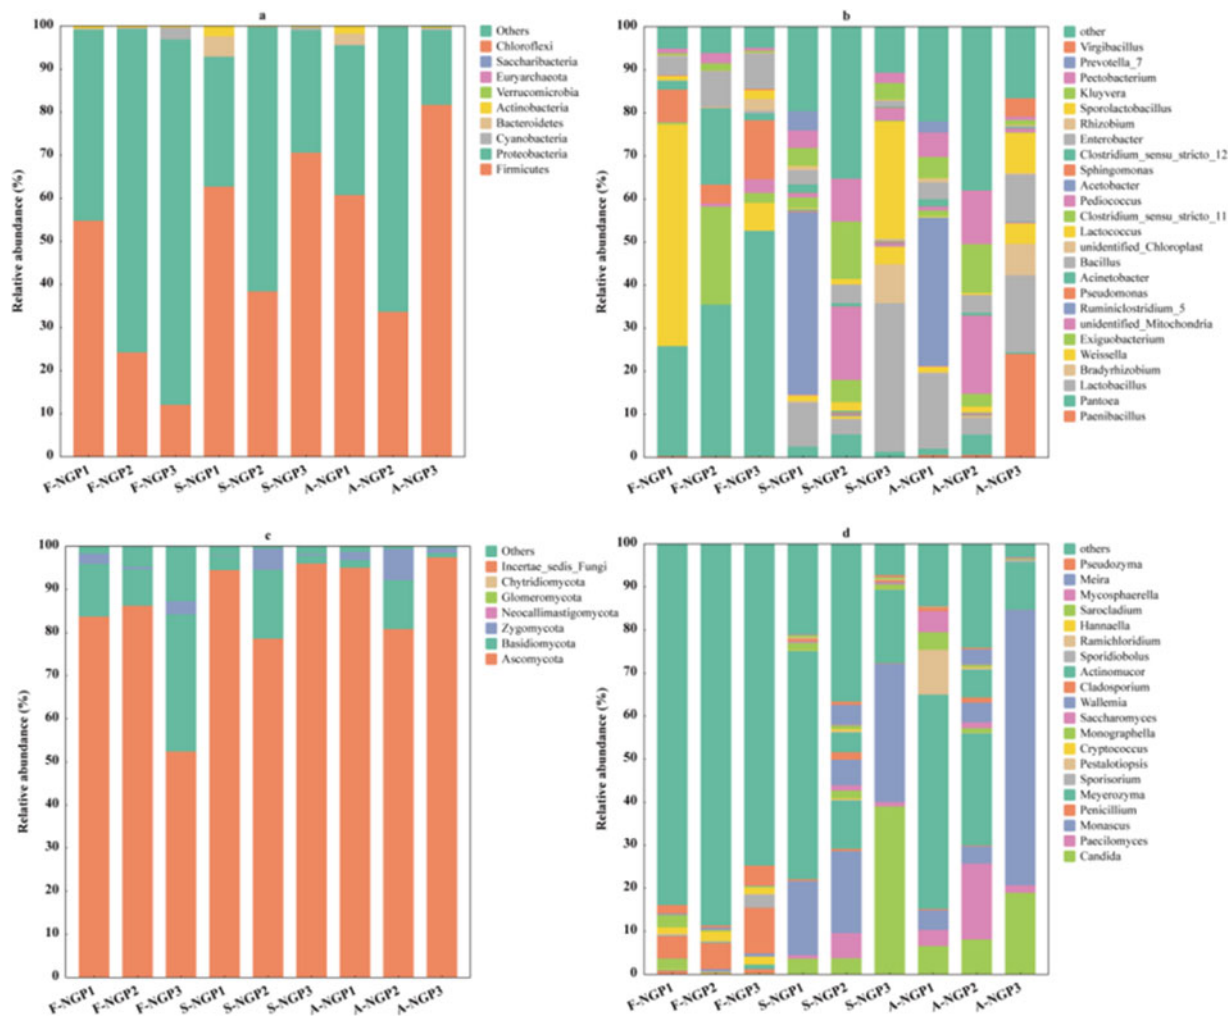 a
Relative abundance (%)
100
90
80
70
60
50
40
30
20
10
0
F-NGP1
F-NGP2
F-NGP3
S-NGP1
S-NGP2
S-NGP3
A-NGP1
A-NGP2
A-NGP3
Others
Chloroflexi
Saccharibacteria
Euryarchaeota
Verrucomicrobia
Actinobacteria
Bacteroidetes
Cyanobacteria
Proteobacteria
Firmicutes
b
Relative abundance (%)
100
90
80
70
60
50
40
30
20
10
0
F-NGP1
F-NGP2
F-NGP3
S-NGP1
S-NGP2
S-NGP3
A-NGP1
A-NGP2
A-NGP3
other
Virgibacillus
Prevotella_7
Pectobacterium
Kluyvera
Sporolactobacillus
Rhizobium
Enterobacter
Clostridium_sensu_stricto_12
Sphingomonas
Acetobacter
Pediococcus
Clostridium_sensu_stricto_11
Lactococcus
unidentified_Chloroplast
Bacillus
Acinetobacter
Pseudomonas
Ruminiclostridium_5
unidentified_Mitochondria
Exiguobacterium
Weissella
Bradyrhizobium
Lactobacillus
Pantoea
Paenibacillus
c
Relative abundance (%)
100
90
80
70
60
50
40
30
20
10
0
F-NGP1
F-NGP2
F-NGP3
S-NGP1
S-NGP2
S-NGP3
A-NGP1
A-NGP2
A-NGP3
Others
Incertae_sedis_Fungi
Chytridiomycota
Glomeromycota
Neocallimastigomycota
Zygomycota
Basidiomycota
Ascomycota
d
Relative abundance (%)
100
90
80
70
60
50
40
30
20
10
0
F-NGP1
F-NGP2
F-NGP3
S-NGP1
S-NGP2
S-NGP3
A-NGP1
A-NGP2
A-NGP3
others
Pseudozyma
Meira
Mycosphaerella
Sarocladium
Hannaella
Ramichloridium
Sporidiobolus
Actinomucor
Cladosporium
Wallemia
Saccharomyces
Monographella
Cryptococcus
Pestalotiopsis
Sporisorium
Meyerozyma
Penicillium
Monascus
Paecilomyces
Candida